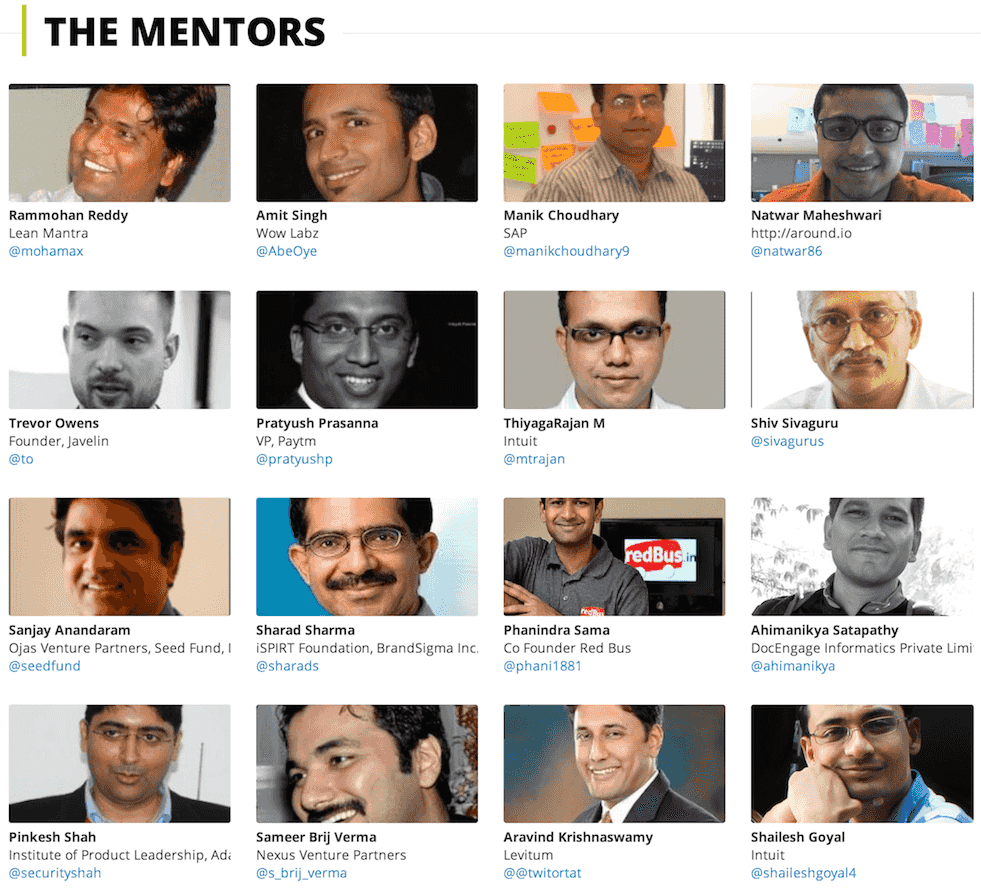 THE MENTORS
Rammohan Reddy
Lean Mantra
@mohamax
Amit Singh
Wow Labz
@AbeOye
Manik Choudhary
SAP
@manikchoudhary9
Natwar Maheshwari
http://around.io
@natwar86
Trevor Owens
Founder, Javelin
@to
Pratyush Prasanna
VP, Paytm
@pratyushp
ThiyagaRajan M
Intuit
@mtrajan
Shiv Sivaguru
@sivagurus
Sanjay Anandaram
Ojas Venture Partners, Seed Fund,
@seedfund
Sharad Sharma
iSPIRT Foundation, BrandSigma Inc.
@sharads
redBus.in
redBus
Phanindra Sama
Co Founder Red Bus
@phani1881
Ahimanikya Satapathy
DocEngage Informatics Private Limi
@ahimanikya
Pinkesh Shah
Institute of Product Leadership, Ada
@securityshah
Sameer Brij Verma
Nexus Venture Partners
@s_brij_verma
Aravind Krishnaswamy
Levitum
@@twitortat
Shailesh Goyal
Intuit
@shaileshgoyal4